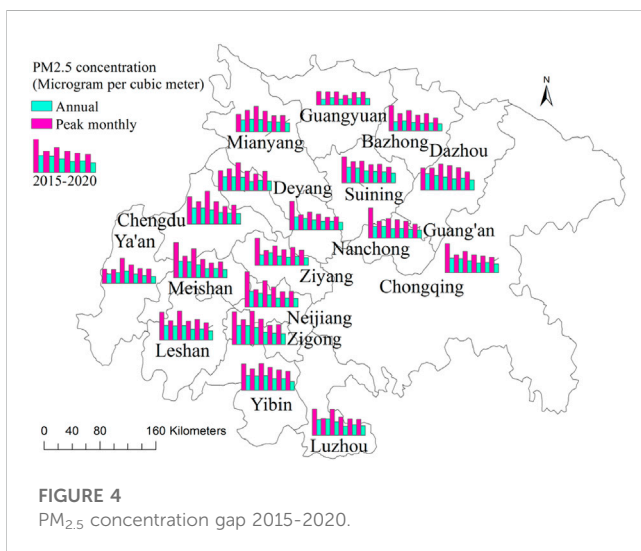 PM2.5 concentration
(Microgram per cubic meter)
Annual
Peak monthly
2015-2020
N
Guangyuan
Mianyang
Bazhong
Dazhou
Deyang
Suining
Chengdu
Guang'an
Ya'an
Nanchong
Ziyang
Meishan
Chongqing
Neijiang
Zigong
Leshan
Yibin
Luzhou
0 40 80 160 Kilometers
FIGURE 4
PM2.5 concentration gap 2015-2020.